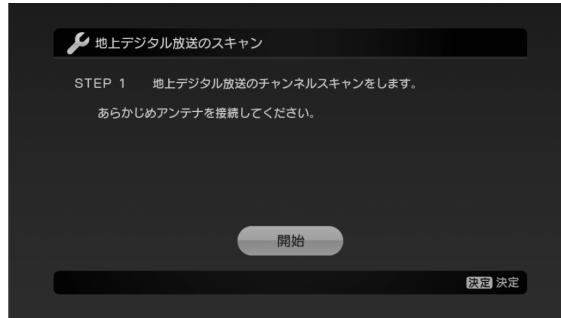 地上デジタル放送のスキャン
STEP 1 地上デジタル放送のチャンネルスキャンをします。
あらかじめアンテナを接続してください。
開始
決定 決定